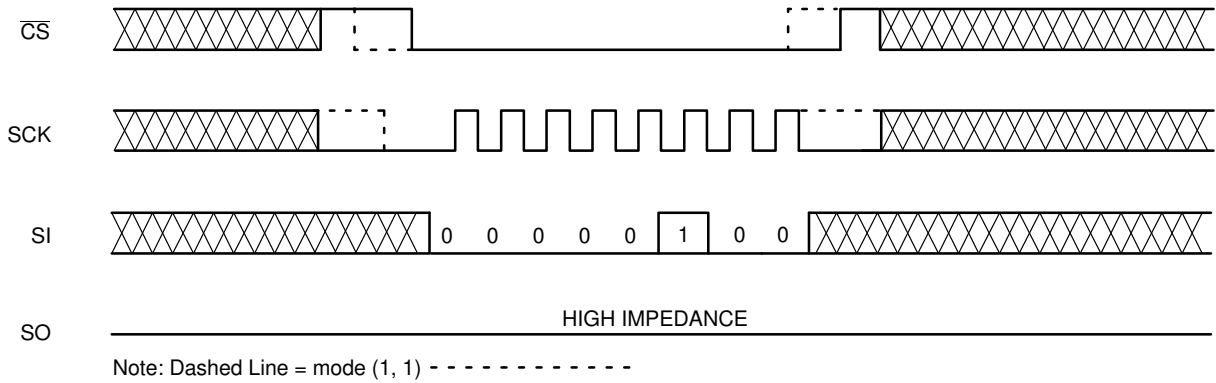 CS
SCK
SI 0 0 0 0 0 1 0 0
SO HIGH IMPEDANCE
Note: Dashed Line = mode (1, 1) - - - - - - - - - - - -